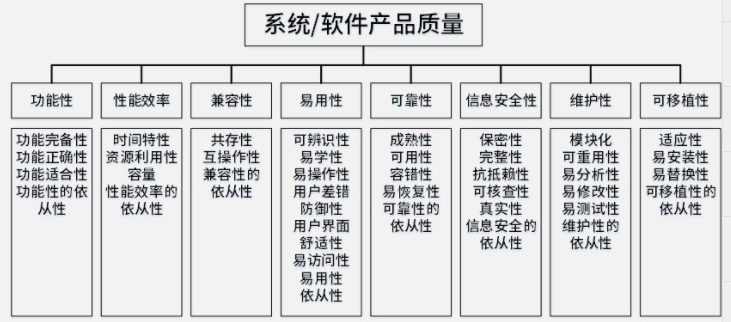 系统/软件产品质量
功能性
性能效率
兼容性
易用性
可靠性
信息安全性
维护性
可移植性
功能完备性
功能正确性
功能适合性
功能性的依
从性
时间特性
资源利用性
容量
性能效率的
依从性
共存性
互操作性
兼容性的
依从性
可辨识性
易学性
易操作性
用户差错
防御性
用户界面
舒适性
易访问性
易用性
依从性
成熟性
可用性
容错性
易恢复性
可靠性的
依从性
保密性
完整性
抗抵赖性
可核查性
真实性
信息安全的
依从性
模块化
可重用性
易分析性
易修改性
易测试性
维护性的
依从性
适应性
易安装性
易替换性
可移植性的
依从性